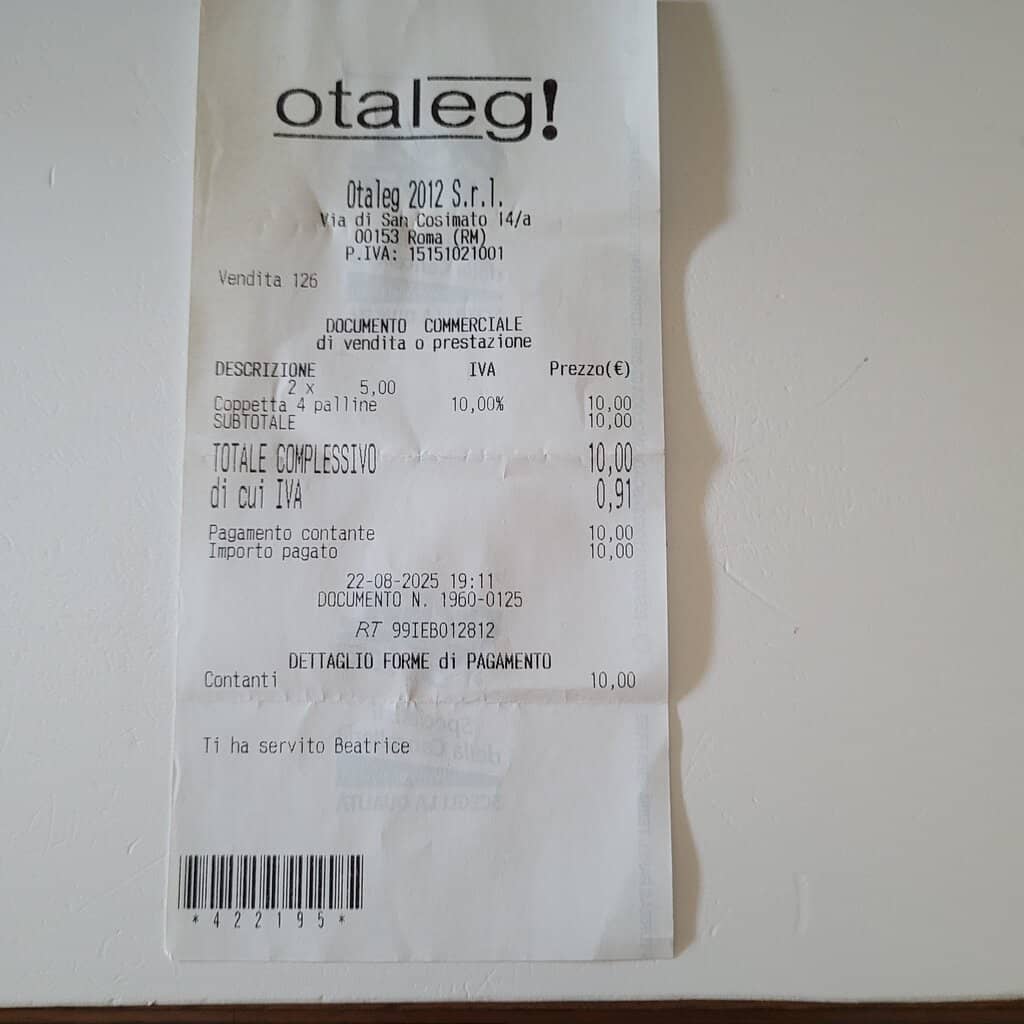 otaleg!
Otaleg 2012 S.r.l.
Via di San Cosimato 14/a
00153 Roma (RM)
P.IVA: 15151021001
Vendita 126
DOCUMENTO COMMERCIALE
di vendita o prestazione
DESCRIZIONE IVA Prezzo(€)
2 x 5,00
Coppetta 4 palline 10,00% 10,00
SUBTOTALE 10,00
TOTALE COMPLESSIVO 10,00
di cui IVA 0,91
Pagamento contante 10,00
Importo pagato 10,00
22-08-2025 19:11
DOCUMENTO N. 1960-0125
RT 99IEB012812
DETTAGLIO FORME di PAGAMENTO
Contanti 10,00
Ti ha servito Beatrice
*422195*